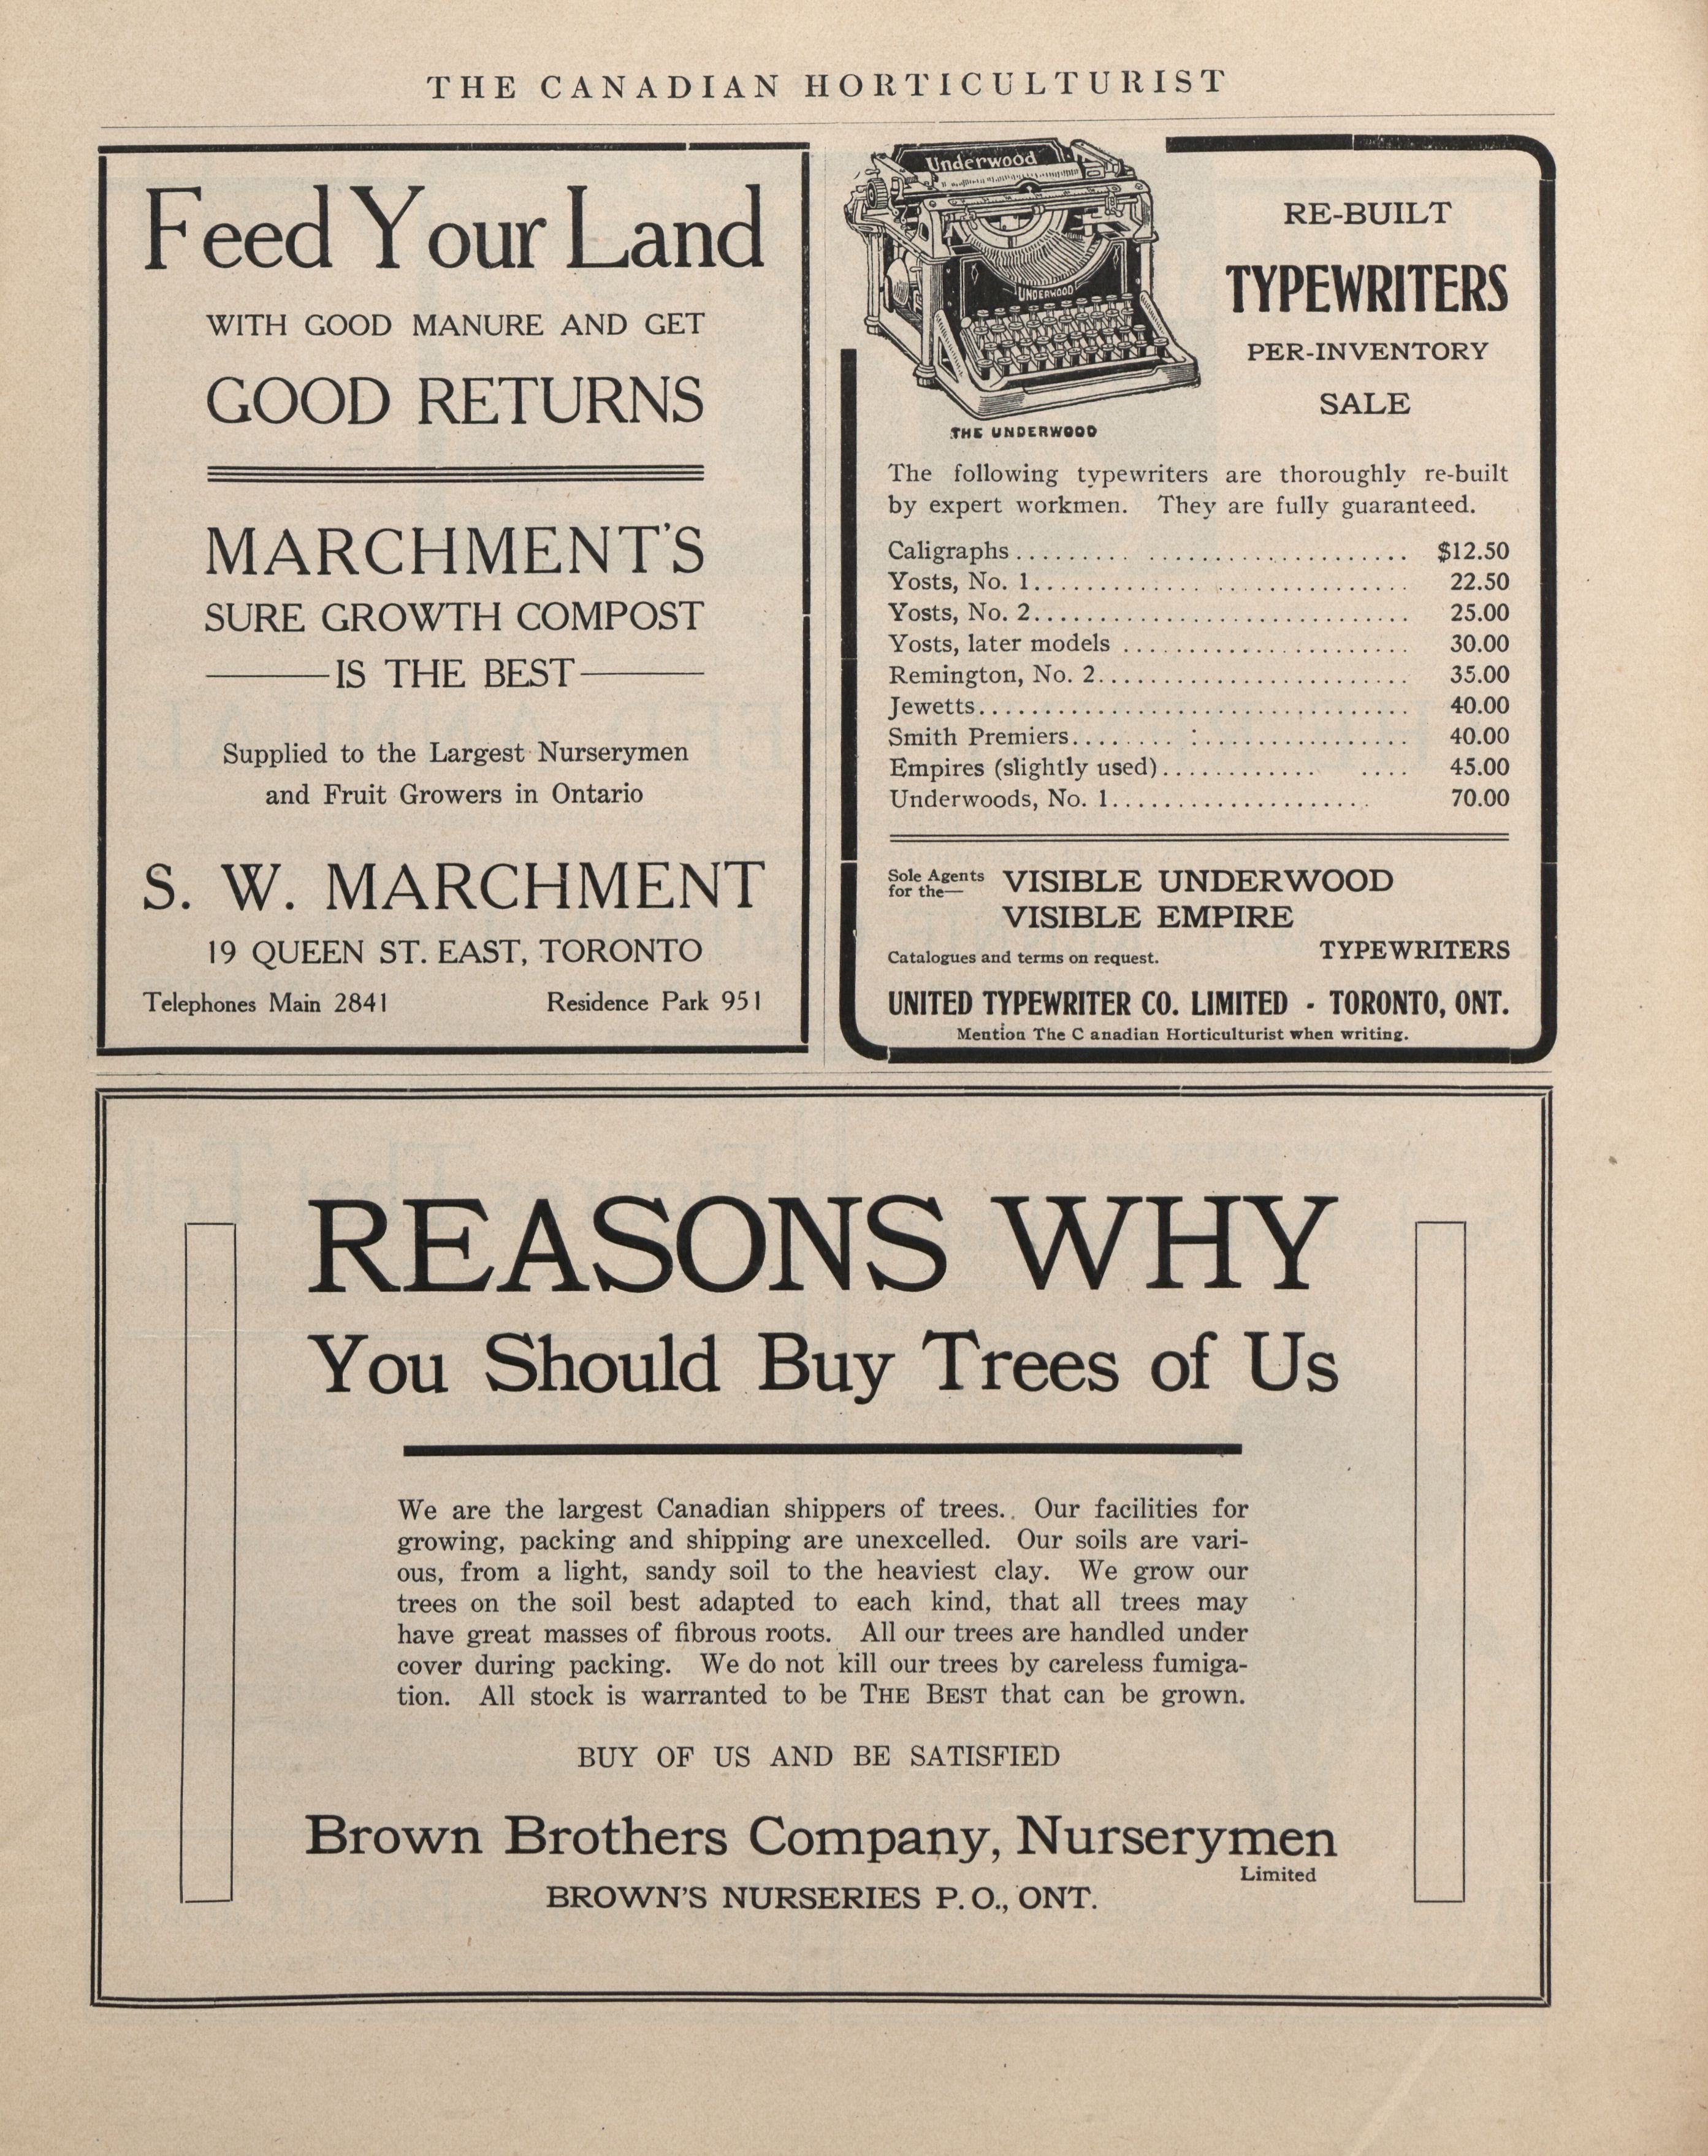 THE CANADIAN HORTICULTURIST
Feed Your Land
WITH GOOD MANURE AND GET
GOOD RETURNS
MARCHMENT'S
SURE GROWTH COMPOST
IS THE BEST
Supplied to the Largest Nurserymen
and Fruit Growers in Ontario
S. W. MARCHMENT
19 QUEEN ST. EAST, TORONTO
Telephones Main 2841 Residence Park 951
Underwood
UNDERWOOD
THE UNDERWOOD
RE-BUILT
TYPEWRITERS
PER-INVENTORY
SALE
The following typewriters are thoroughly re-built
by expert workmen. They are fully guaranteed.
Caligraphs . . . . . . . . . . . . . . . . . . . . $12.50
Yosts, No. 1. . . . . . . . . . . . . . . . . . . . 22.50
Yosts, No. 2. . . . . . . . . . . . . . . . . . . . 25.00
Yosts, later models . . . . . . . . . . . . . . . . . . . . 30.00
Remington, No. 2. . . . . . . . . . . . . . . . . . . . 35.00
Jewetts. . . . . . . . . . . . . . . . . . . . 40.00
Smith Premiers. . . . . . . . . . . . . . . . . . . . 40.00
Empires (slightly used). . . . . . . . . . . . . . . . 45.00
Underwoods, No. 1. . . . . . . . . . . . . . . . . . . . 70.00
Sole Agents
for the— VISIBLE UNDERWOOD
VISIBLE EMPIRE
TYPEWRITERS
Catalogues and terms on request.
UNITED TYPEWRITER CO. LIMITED - TORONTO, ONT.
Mention The C anadian Horticulturist when writing.
REASONS WHY
You Should Buy Trees of Us
We are the largest Canadian shippers of trees.. Our facilities for
growing, packing and shipping are unexcelled. Our soils are vari-
ous, from a light, sandy soil to the heaviest clay. We grow our
trees on the soil best adapted to each kind, that all trees may
have great masses of fibrous roots. All our trees are handled under
cover during packing. We do not kill our trees by careless fumiga-
tion. All stock is warranted to be THE BEST that can be grown.
BUY OF US AND BE SATISFIED
Brown Brothers Company, Nurserymen
Limited
BROWN'S NURSERIES P. O., ONT.